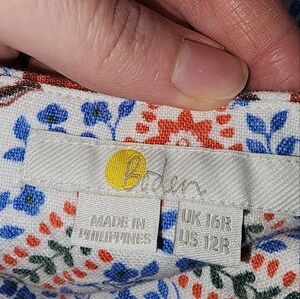 Boden
MADE IN
PHILIPPINES
UK 16R
US 12R